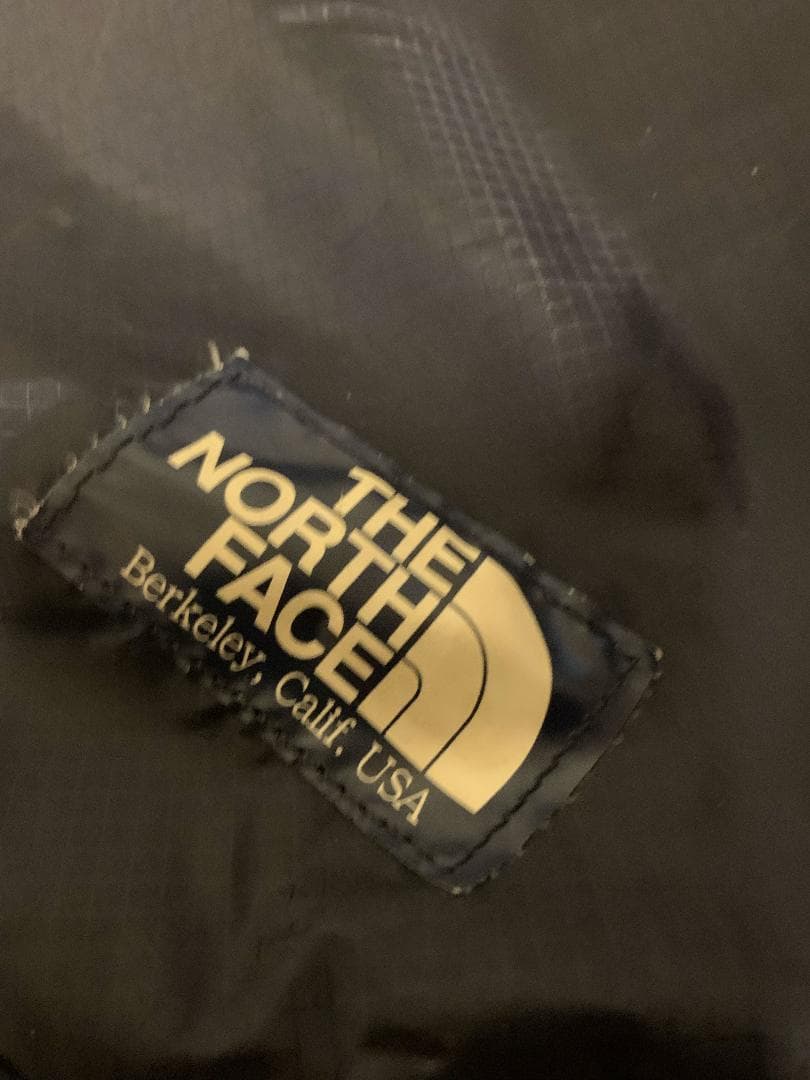 THE
NORTH
FACE
Berkeley, Calif. USA